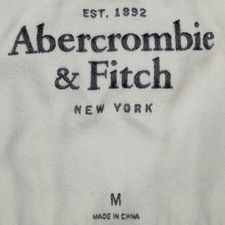 EST. 1892
Abercrombie
& Fitch
NEW YORK
M
MADE IN CHINA